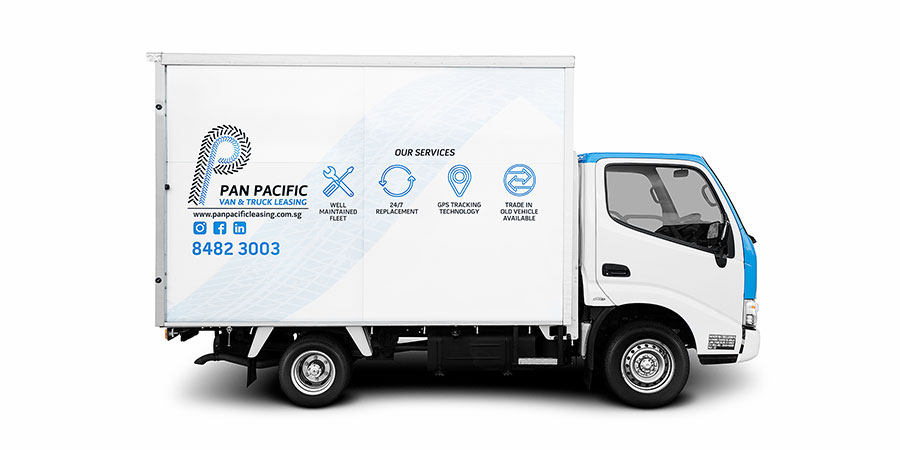 PAN PACIFIC
VAN & TRUCK LEASING
www.panpacificleasing.com.sg
8482 3003
OUR SERVICES
WELL
MAINTAINED
FLEET
24/7
REPLACEMENT
GPS TRACKING
TECHNOLOGY
TRADE IN
OLD VEHICLE
AVAILABLE